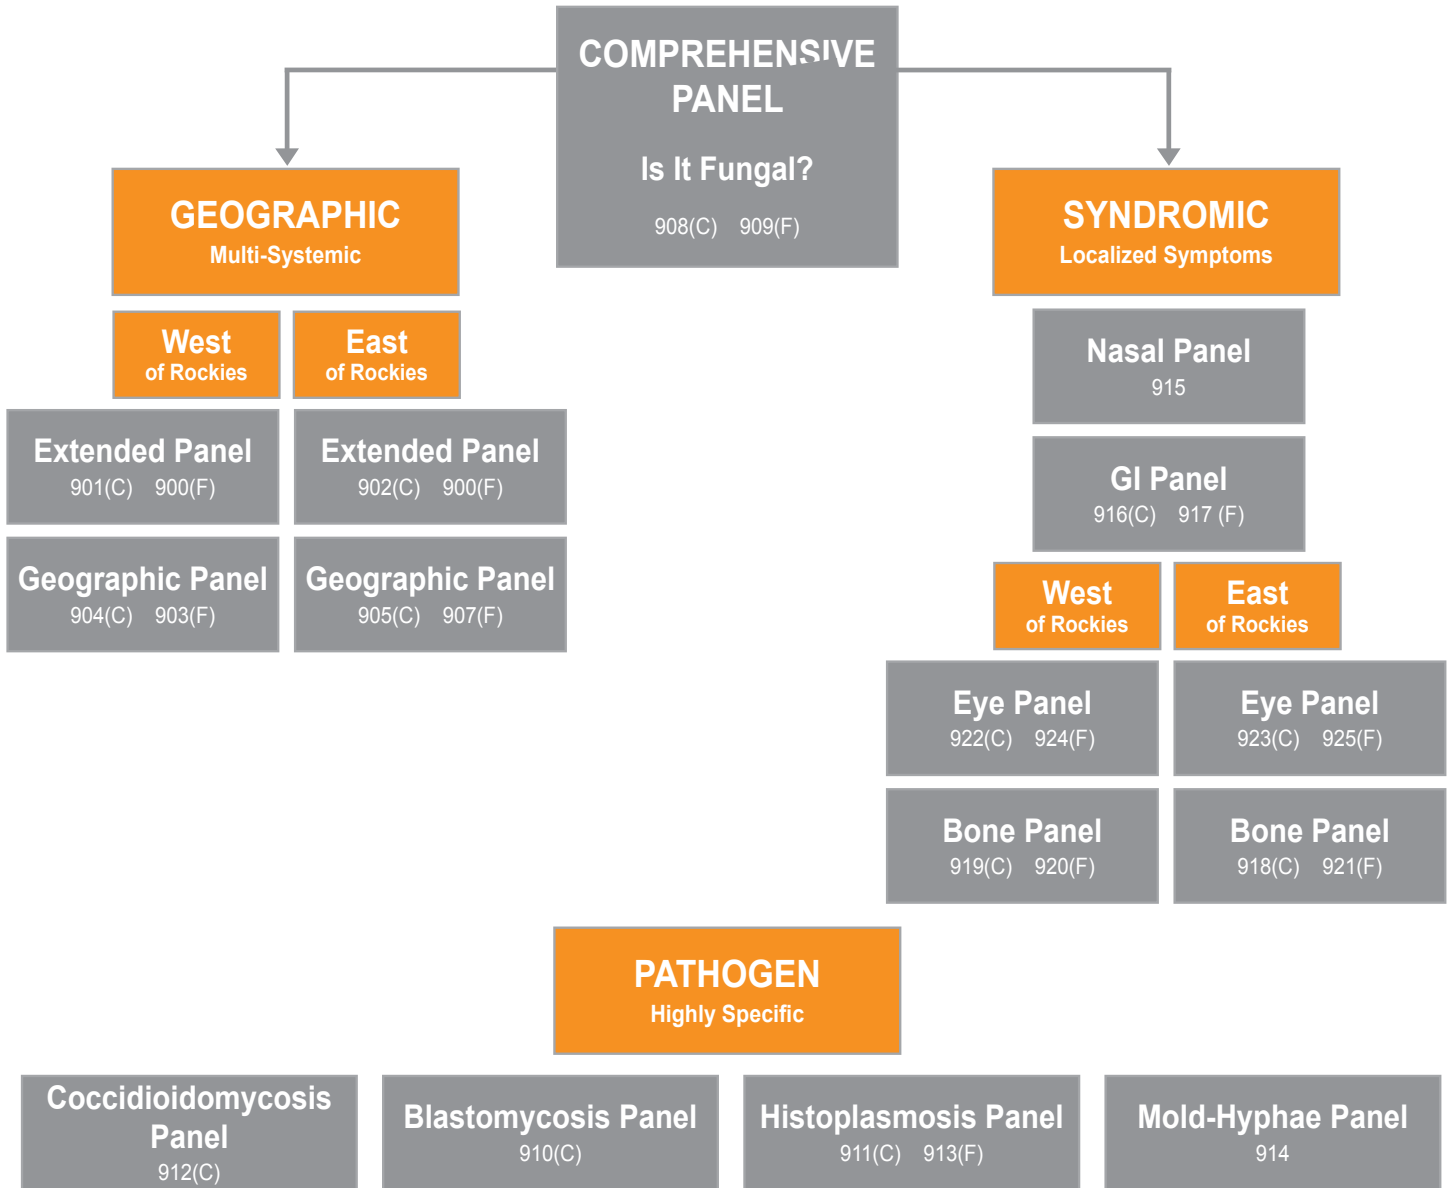 COMPREHENSIVE
PANEL
Is It Fungal?
908(C) 909(F)
GEOGRAPHIC
Multi-Systemic
West
of Rockies
East
of Rockies
Extended Panel
901(C) 900(F)
Extended Panel
902(C) 900(F)
Geographic Panel
904(C) 903(F)
Geographic Panel
905(C) 907(F)
SYNDROMIC
Localized Symptoms
Nasal Panel
915
GI Panel
916(C) 917 (F)
West
of Rockies
East
of Rockies
Eye Panel
922(C) 924(F)
Eye Panel
923(C) 925(F)
Bone Panel
919(C) 920(F)
Bone Panel
918(C) 921(F)
PATHOGEN
Highly Specific
Coccidioidomycosis
Panel
912(C)
Blastomycosis Panel
910(C)
Histoplasmosis Panel
911(C) 913(F)
Mold-Hyphae Panel
914